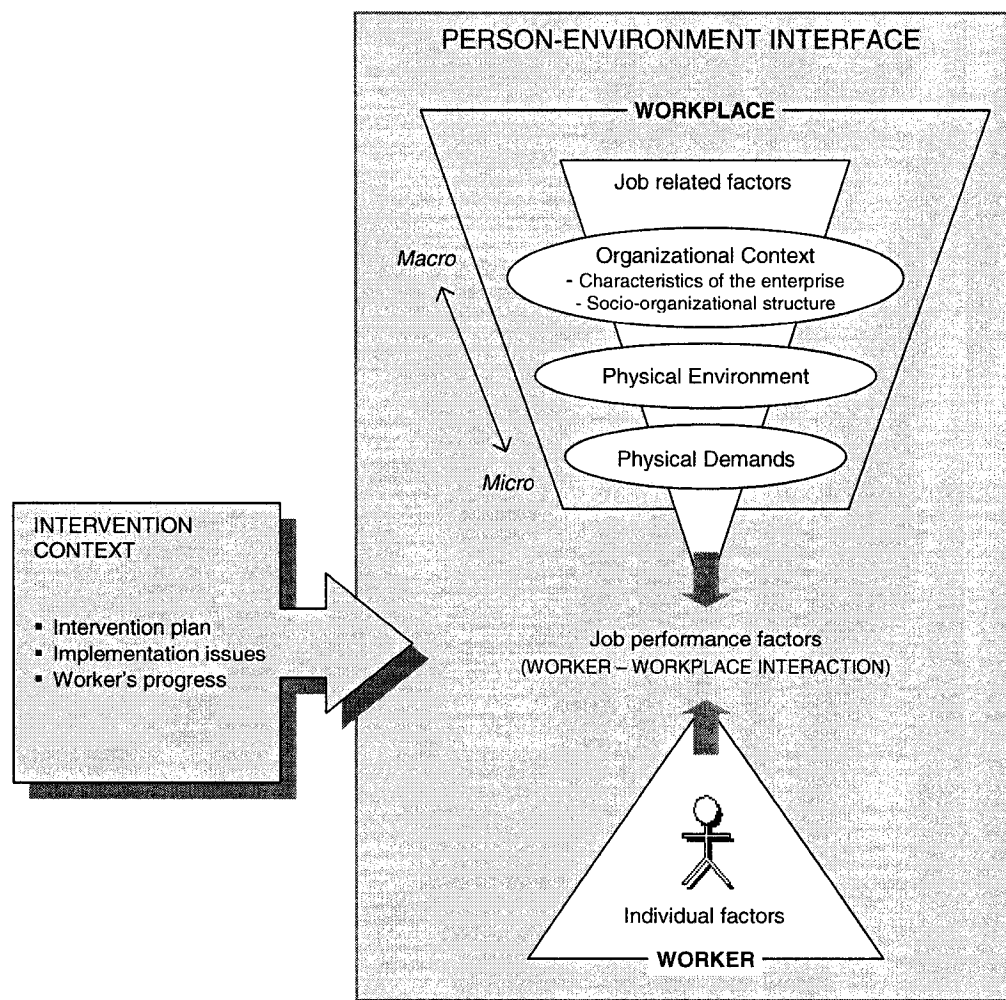 PERSON-ENVIRONMENT INTERFACE
WORKPLACE
Job related factors
Organizational Context
- Characteristics of the enterprise
- Socio-organizational structure
Macro
Physical Environment
Physical Demands
Micro
INTERVENTION
CONTEXT
▪ Intervention plan
▪ Implementation issues
▪ Worker's progress
Job performance factors
(WORKER – WORKPLACE INTERACTION)
Individual factors
WORKER